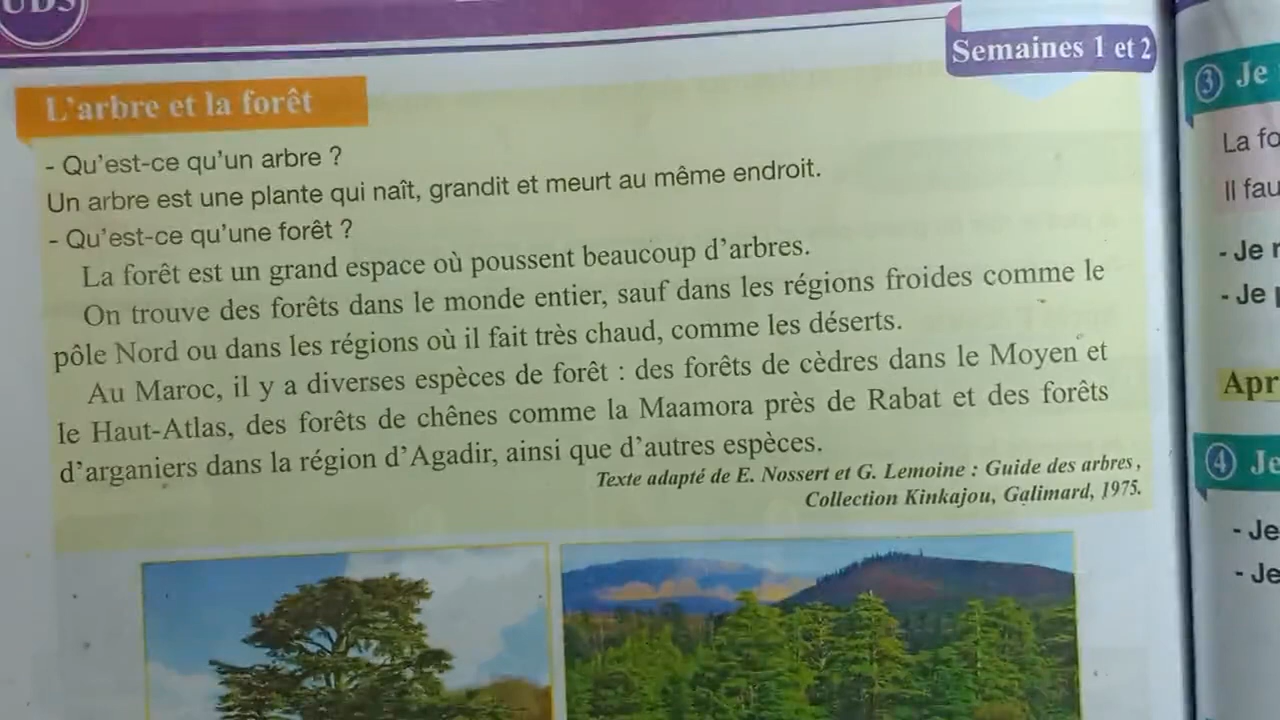 UD5
Semaines 1 et 2
L'arbre et la forêt
- Qu'est-ce qu'un arbre ?
Un arbre est une plante qui naît, grandit et meurt au même endroit.
- Qu'est-ce qu'une forêt ?
La forêt est un grand espace où poussent beaucoup d'arbres.
On trouve des forêts dans le monde entier, sauf dans les régions froides comme le
pôle Nord ou dans les régions où il fait très chaud, comme les déserts.
Au Maroc, il y a diverses espèces de forêt : des forêts de cèdres dans le Moyen et
le Haut-Atlas, des forêts de chênes comme la Maamora près de Rabat et des forêts
d'arganiers dans la région d'Agadir, ainsi que d'autres espèces.
Texte adapté de E. Nossert et G. Lemoine : Guide des arbres,
Collection Kinkajou, Galimard, 1975.
3 Je
La
Il
- Je
- Je
4 Je
- Je
- Je